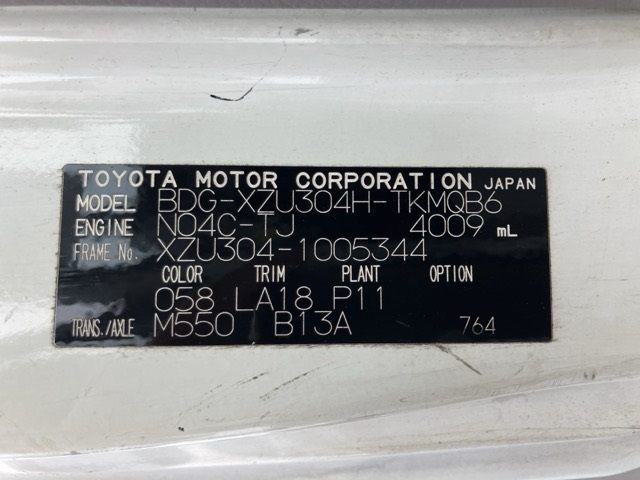 TOYOTA MOTOR CORPORATION JAPAN
MODEL BDG-XZU304H-TKMQB6
ENGINE N04C-TJ 4009 mL
FRAME No. XZU304-1005344
COLOR TRIM PLANT OPTION
058 LA18 P11
TRANS./AXLE M550 B13A 764